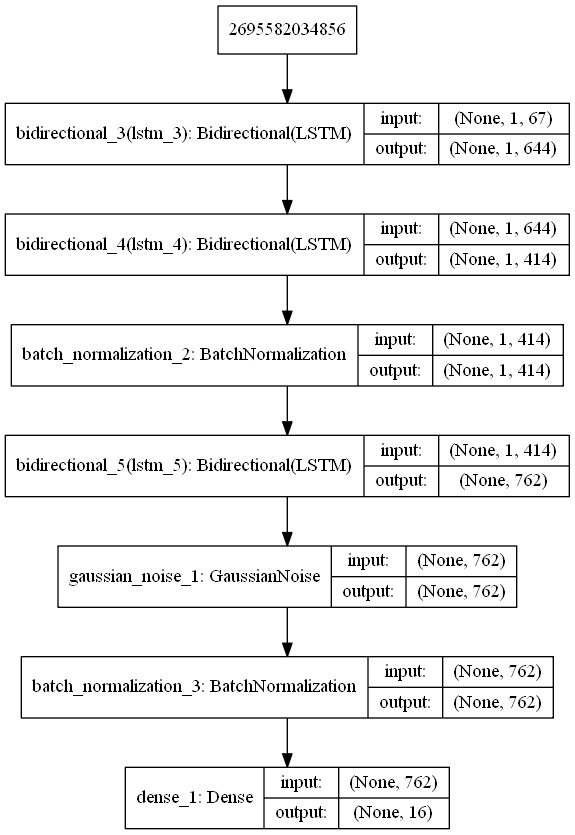 2695582034856
bidirectional_3(lstm_3): Bidirectional(LSTM)
input: (None, 1, 67)
output: (None, 1, 644)
bidirectional_4(lstm_4): Bidirectional(LSTM)
input: (None, 1, 644)
output: (None, 1, 414)
batch_normalization_2: BatchNormalization
input: (None, 1, 414)
output: (None, 1, 414)
bidirectional_5(lstm_5): Bidirectional(LSTM)
input: (None, 1, 414)
output: (None, 762)
gaussian_noise_1: GaussianNoise
input: (None, 762)
output: (None, 762)
batch_normalization_3: BatchNormalization
input: (None, 762)
output: (None, 762)
dense_1: Dense
input: (None, 762)
output: (None, 16)